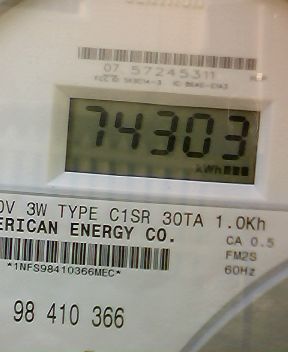 07 57245311
74303
kWh
0V 3W TYPE C1SR 30TA 1.0Kh
ERICAN ENERGY CO.
CA 0.5
FM2S
60Hz
*1NFS98410366MEC*
98 410 366